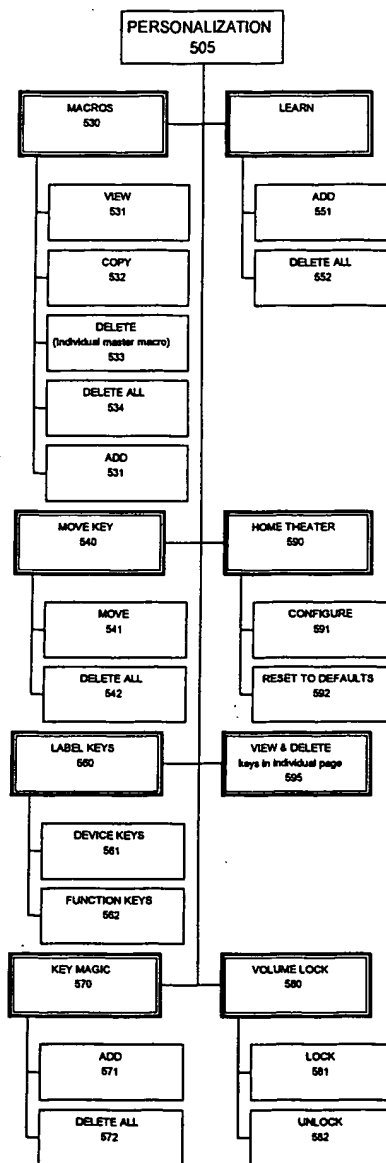 PERSONALIZATION
505
MACROS
530
LEARN
VIEW
531
ADD
551
COPY
532
DELETE ALL
552
DELETE
(Individual master macro)
533
DELETE ALL
534
ADD
531
MOVE KEY
540
HOME THEATER
590
MOVE
541
CONFIGURE
591
DELETE ALL
542
RESET TO DEFAULTS
592
LABEL KEYS
560
VIEW & DELETE
keys in individual page
595
DEVICE KEYS
561
FUNCTION KEYS
562
KEY MAGIC
570
VOLUME LOCK
580
ADD
571
LOCK
581
DELETE ALL
572
UNLOCK
582